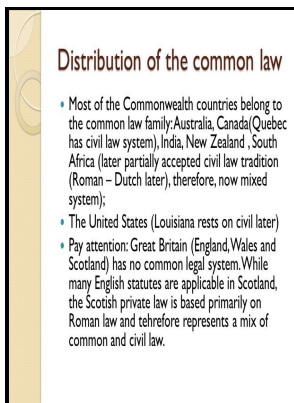 Distribution of the common law
• Most of the Commonwealth countries belong to
the common law family: Australia, Canada(Quebec
has civil law system), India, New Zealand , South
Africa (later partially accepted civil law tradition
(Roman – Dutch later), therefore, now mixed
system);
• The United States (Louisiana rests on civil later)
• Pay attention: Great Britain (England, Wales and
Scotland) has no common legal system. While
many English statutes are applicable in Scotland,
the Scotish private law is based primarily on
Roman law and tehrefore represents a mix of
common and civil law.